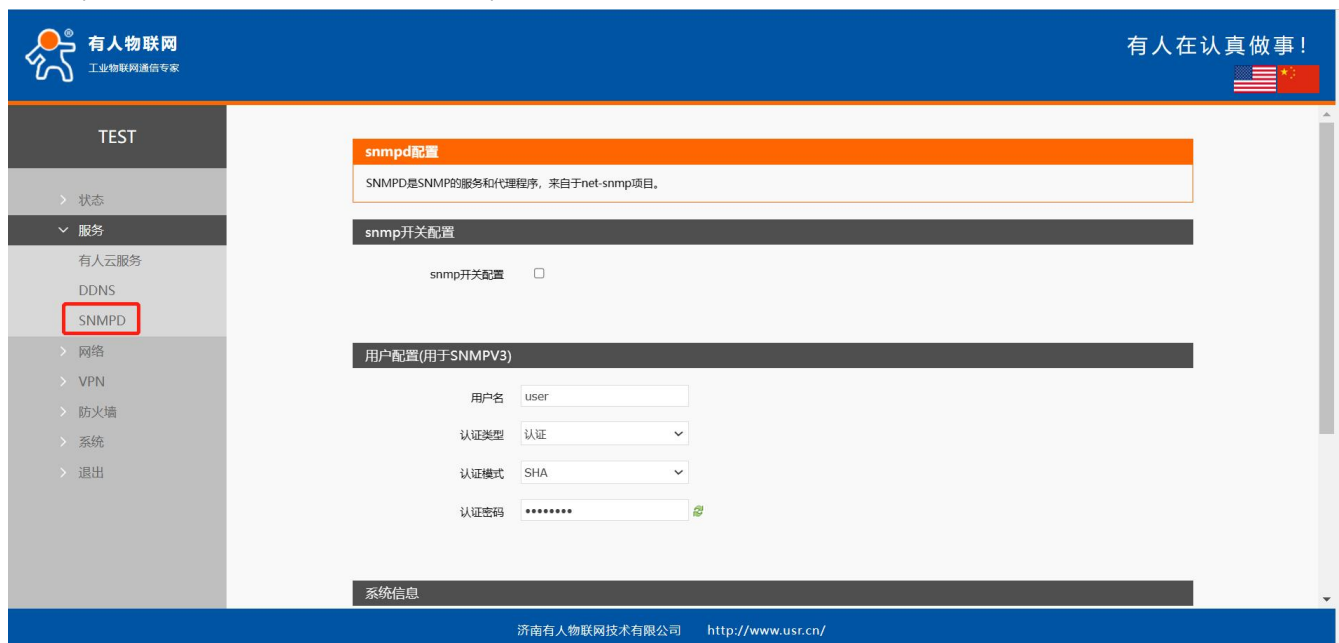 有人物联网
工业物联网通信专家
有人在认真做事!
TEST
状态
服务
有人云服务
DDNS
SNMPD
网络
VPN
防火墙
系统
退出
snmpd配置
SNMPD是SNMP的服务和代理程序，来自于net-snmp项目。
snmp开关配置
snmp开关配置
用户配置(用于SNMPV3)
用户名 user
认证类型 认证
认证模式 SHA
认证密码 ••••••••
系统信息
济南有人物联网技术有限公司 http://www.usr.cn/